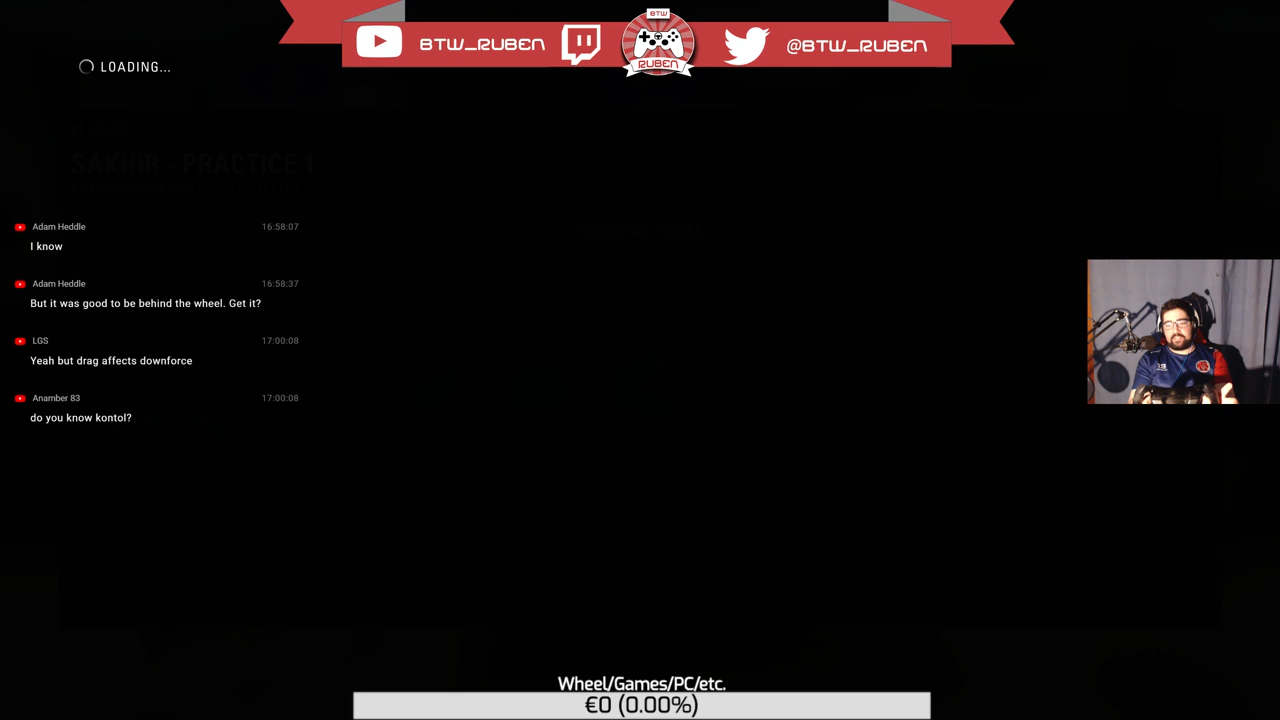 BTW_RUBEN
BTW
RUBEN
@BTW_RUBEN
LOADING...
SAKHIR - PRACTICE 1
Adam Heddle 16:58:07
I know
Adam Heddle 16:58:37
But it was good to be behind the wheel. Get it?
LGS 17:00:08
Yeah but drag affects downforce
Anamber 83 17:00:08
do you know kontol?
Wheel/Games/PC/etc.
€0 (0.00%)